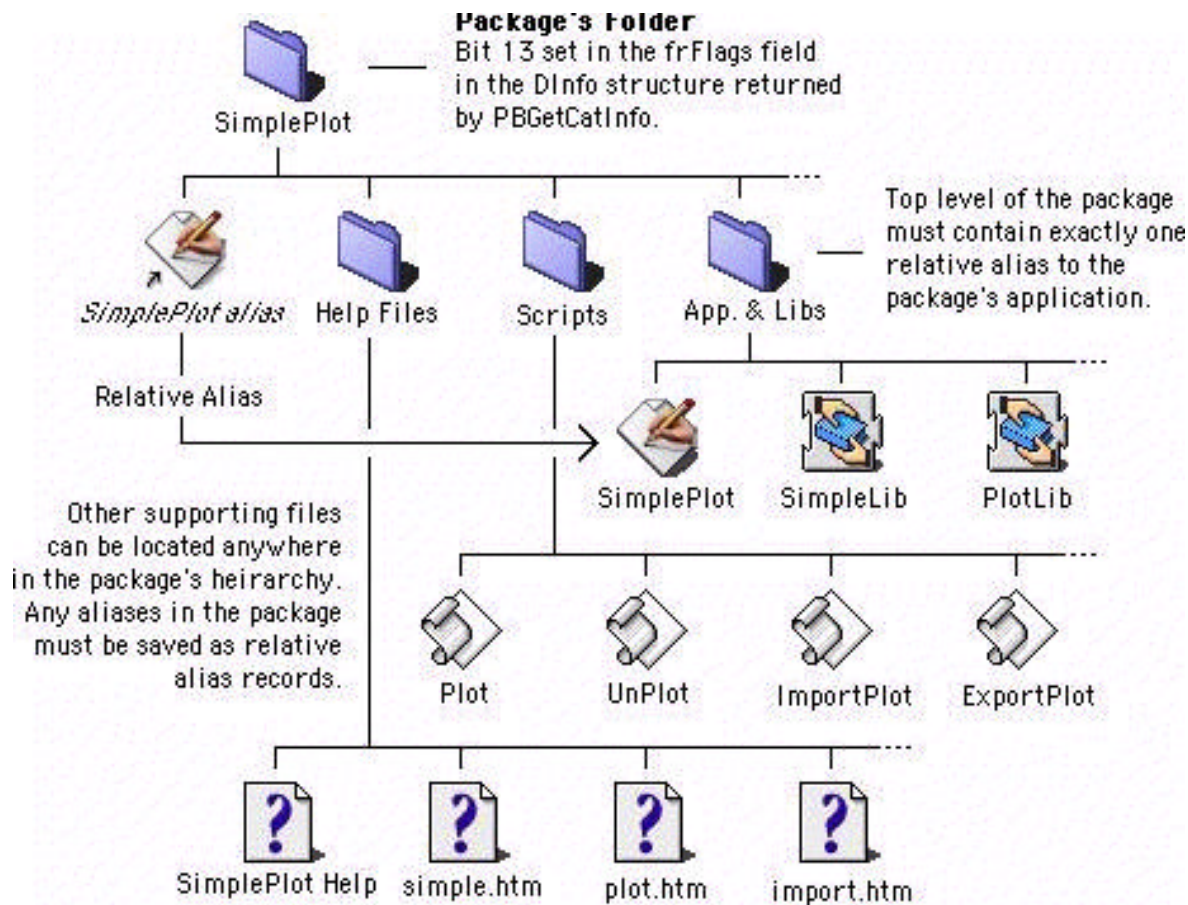 Package's Folder
Bit 13 set in the frFlags field
in the DInfo structure returned
by PBGetCatInfo.
SimplePlot
Top level of the package
must contain exactly one
relative alias to the
package's application.
SimplePlot alias
Help Files
Scripts
App. & Libs
Relative Alias
SimplePlot
SimpleLib
PlotLib
Other supporting files
can be located anywhere
in the package's heirarchy.
Any aliases in the package
must be saved as relative
alias records.
Plot
UnPlot
ImportPlot
ExportPlot
SimplePlot Help
simple.htm
plot.htm
import.htm